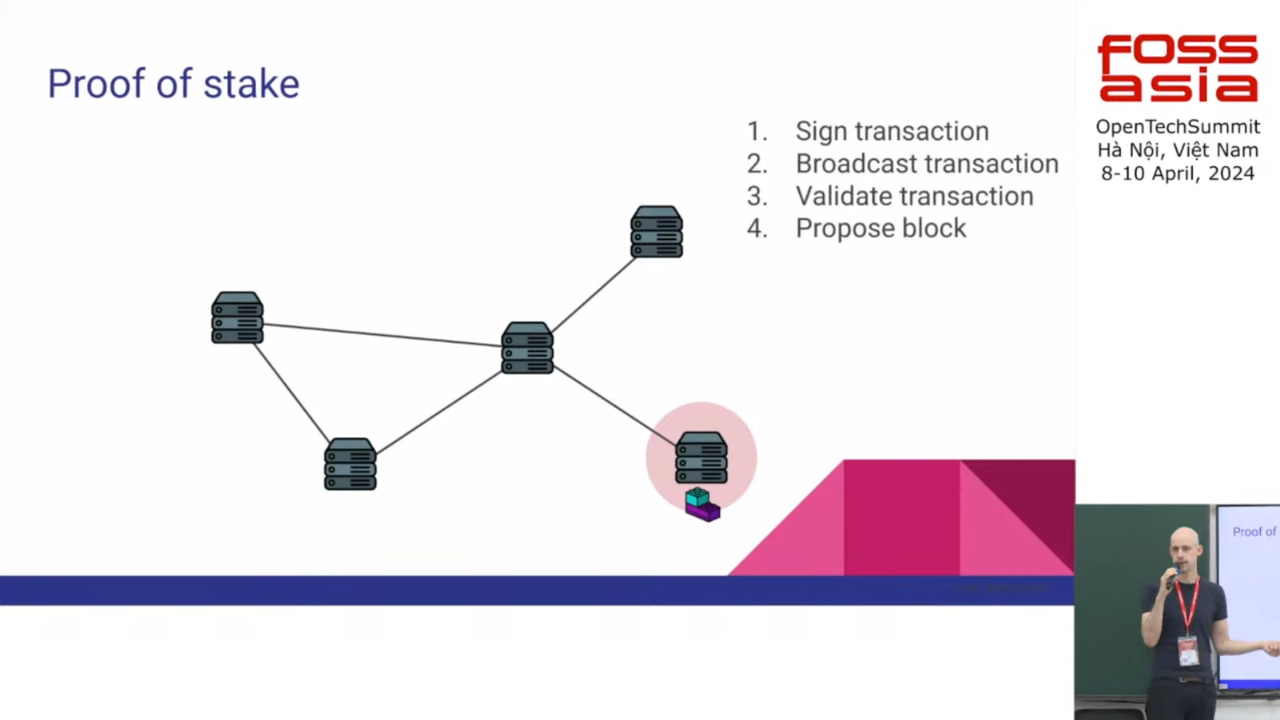 Proof of stake
1. Sign transaction
2. Broadcast transaction
3. Validate transaction
4. Propose block
FOSS
asia
OpenTechSummit
Hà Nội, Việt Nam
8-10 April, 2024
Proof of